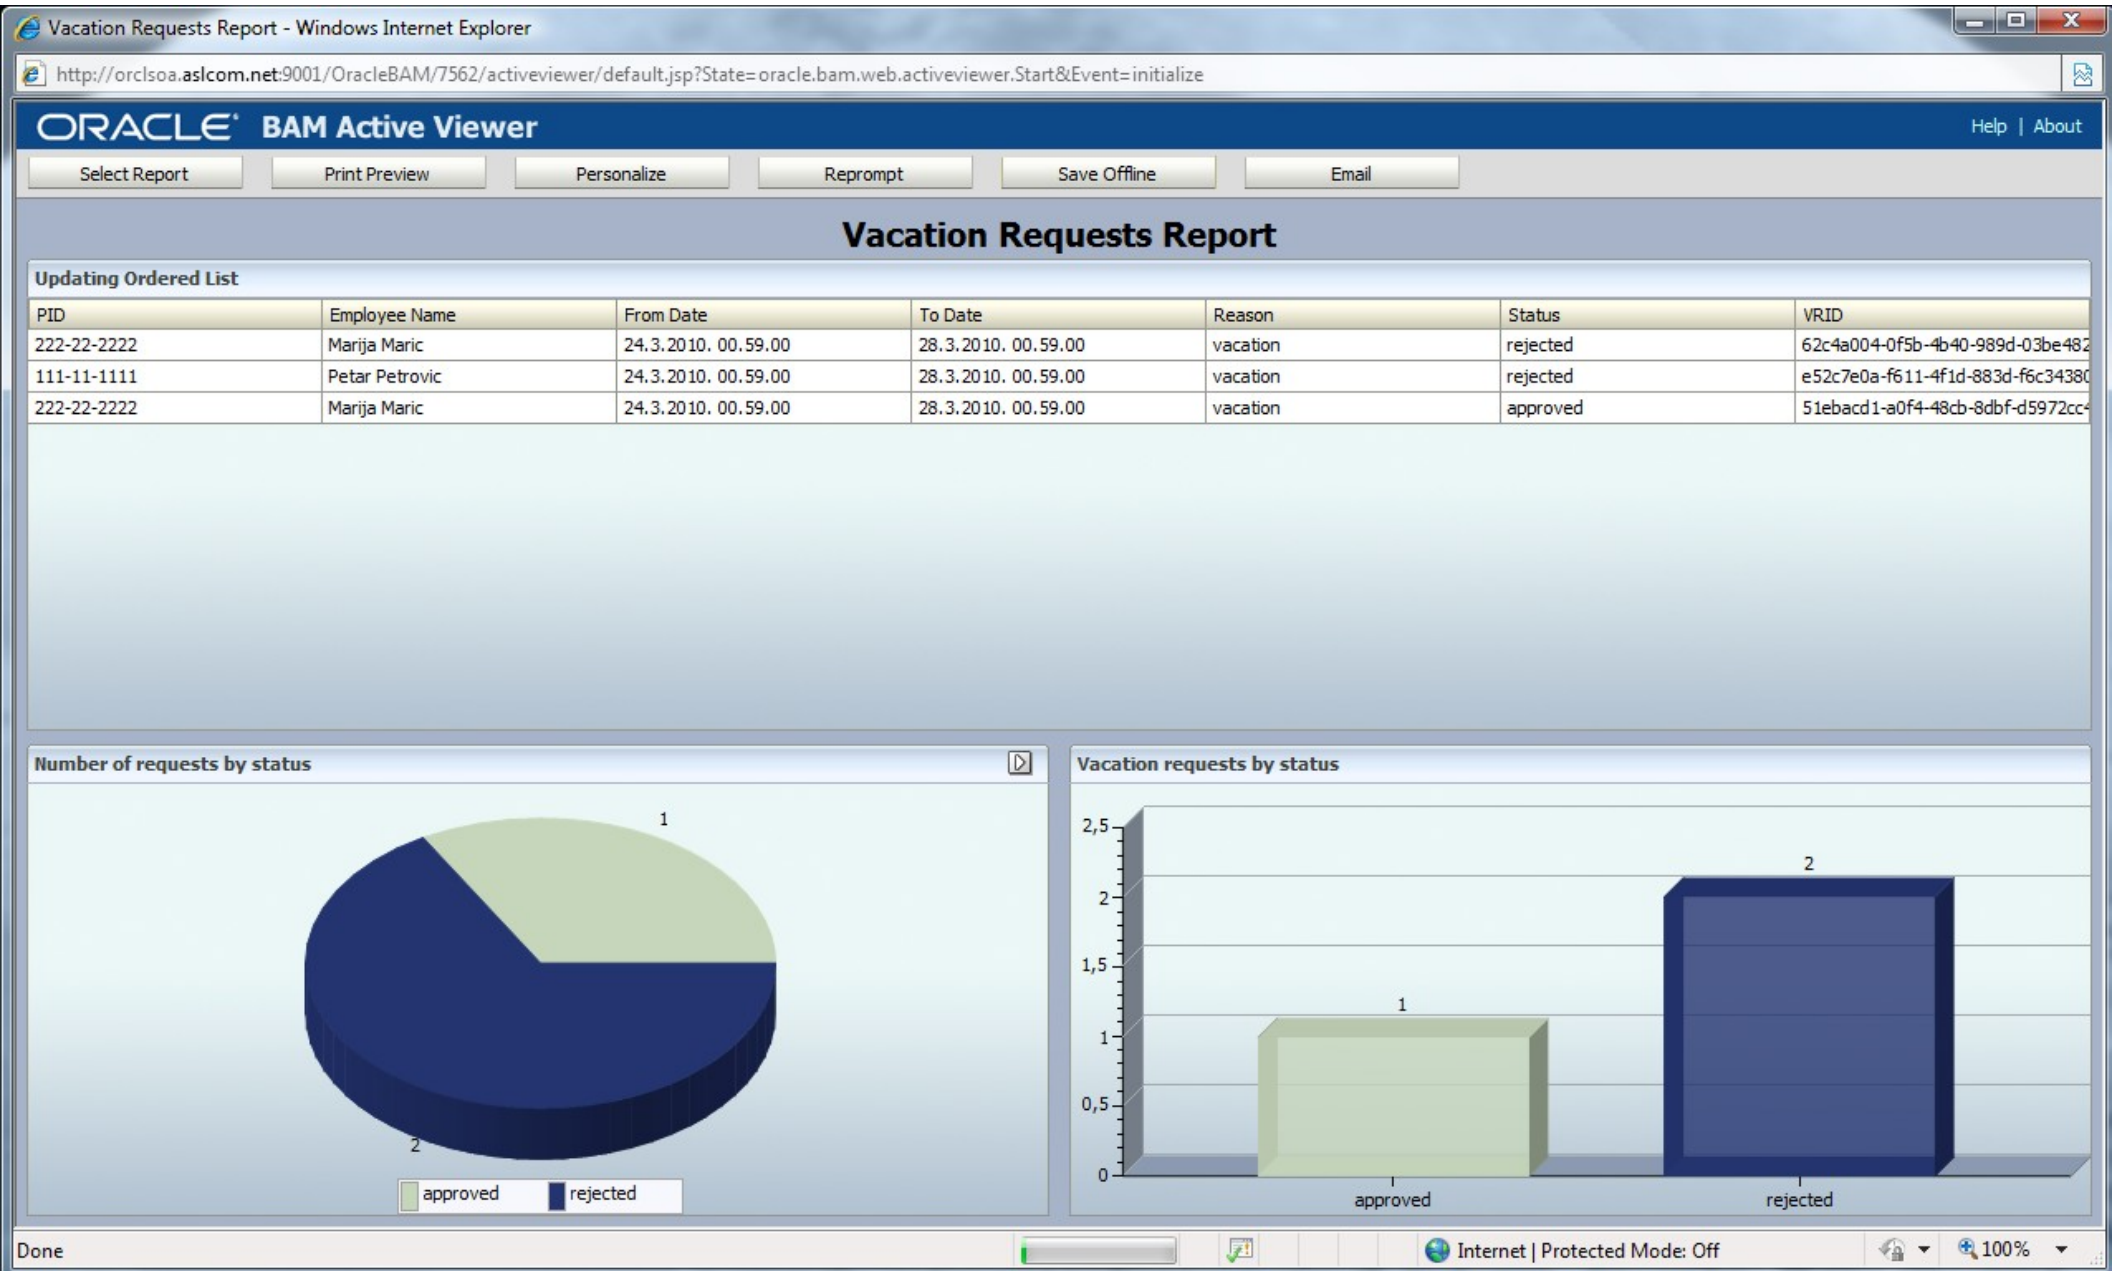 Vacation Requests Report - Windows Internet Explorer
http://orclsoa.aslcom.net:9001/OracleBAM/7562/activeviewer/default.jsp?State=oracle.bam.web.activeviewer.Start&Event=initialize
ORACLE BAM Active Viewer Help | About
Select Report Print Preview Personalize Reprompt Save Offline Email
Vacation Requests Report
Updating Ordered List
PID Employee Name From Date To Date Reason Status VRID
222-22-2222 Marija Maric 24.3.2010. 00.59.00 28.3.2010. 00.59.00 vacation rejected 62c4a004-0f5b-4b40-989d-03be482
111-11-1111 Petar Petrovic 24.3.2010. 00.59.00 28.3.2010. 00.59.00 vacation rejected e52c7e0a-f611-4f1d-883d-f6c34380
222-22-2222 Marija Maric 24.3.2010. 00.59.00 28.3.2010. 00.59.00 vacation approved 51ebacd1-a0f4-48cb-8dbf-d5972cc4
Number of requests by status
1
2
approved rejected
Vacation requests by status
2,5
2
2
1,5
1
1
0,5
0
approved rejected
Done Internet | Protected Mode: Off 100%